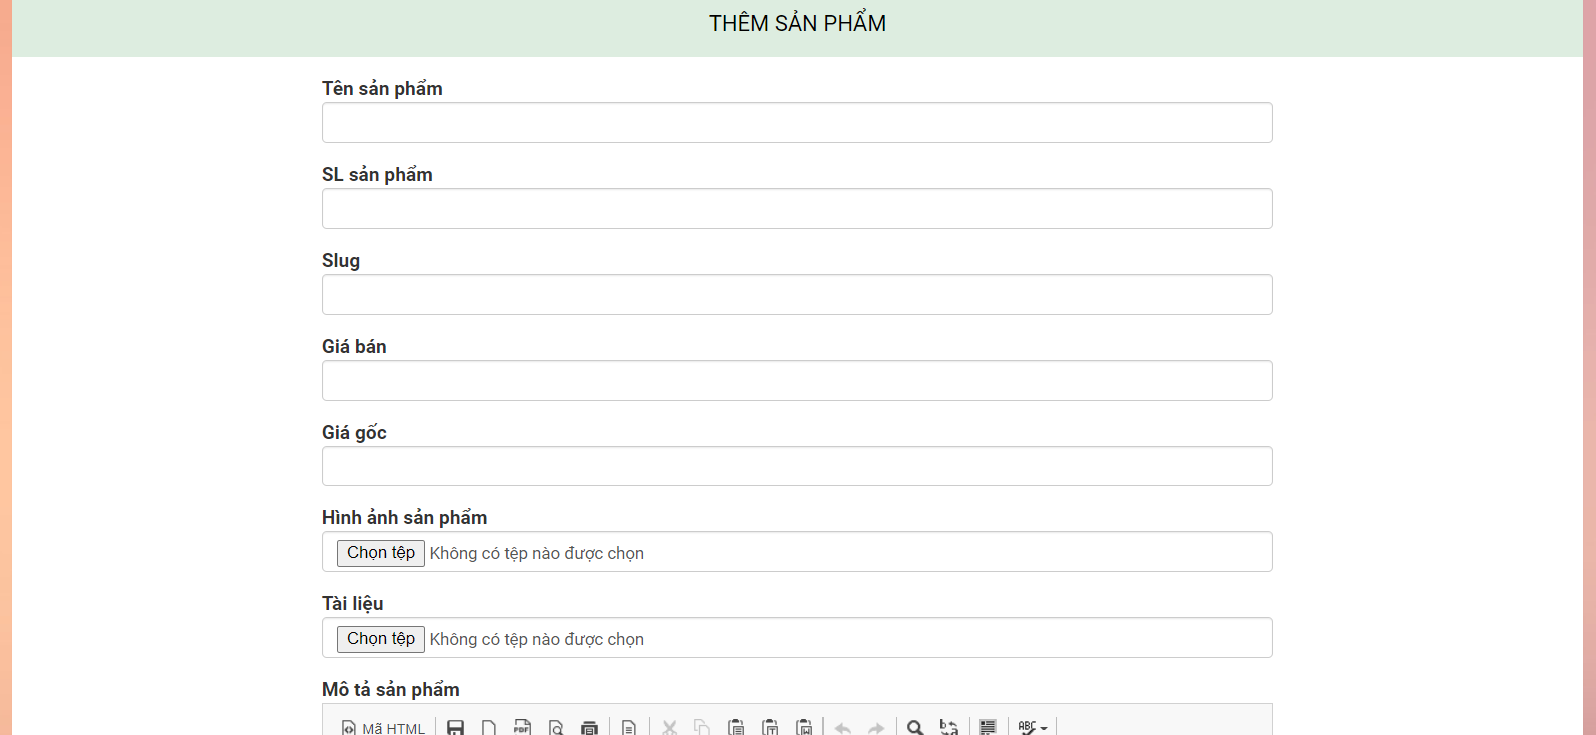 THÊM SẢN PHẨM
Tên sản phẩm
SL sản phẩm
Slug
Giá bán
Giá gốc
Hình ảnh sản phẩm
Chọn tệp Không có tệp nào được chọn
Tài liệu
Chọn tệp Không có tệp nào được chọn
Mô tả sản phẩm
Mã HTML PDF T W ABC